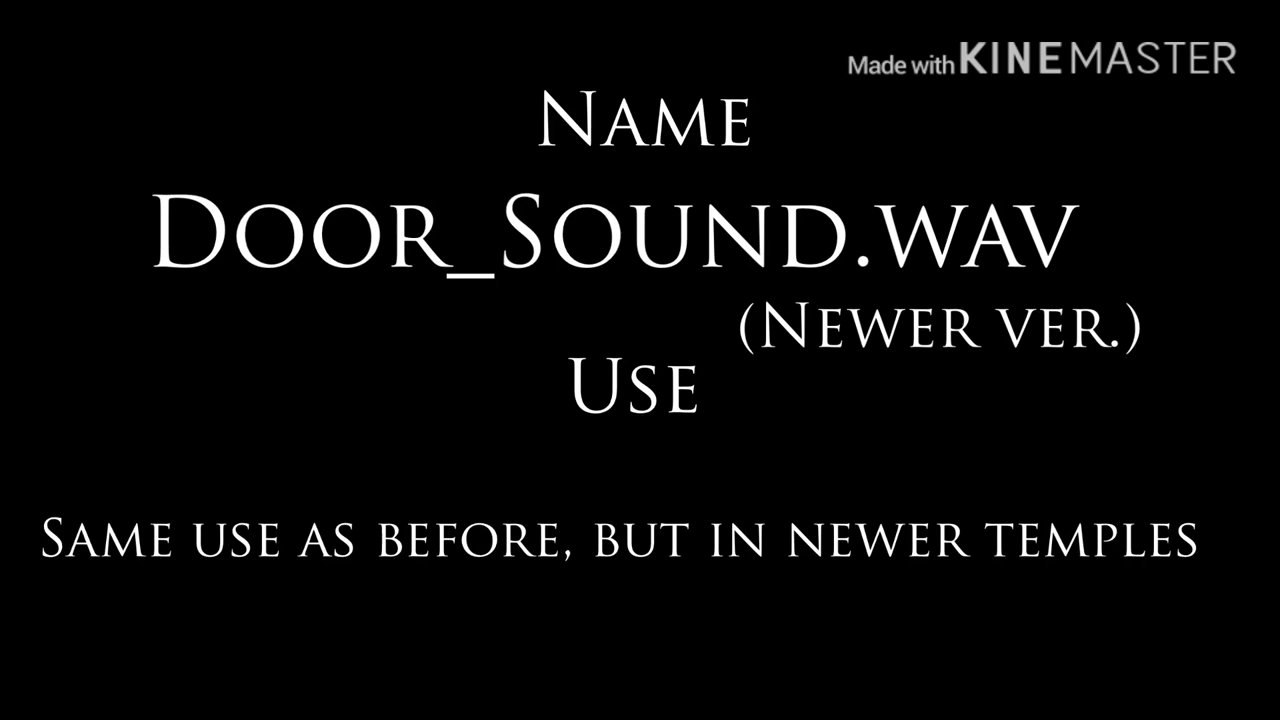 Made with KINEMASTER
NAME
DOOR_SOUND.WAV
(NEWER VER.)
USE
SAME USE AS BEFORE, BUT IN NEWER TEMPLES